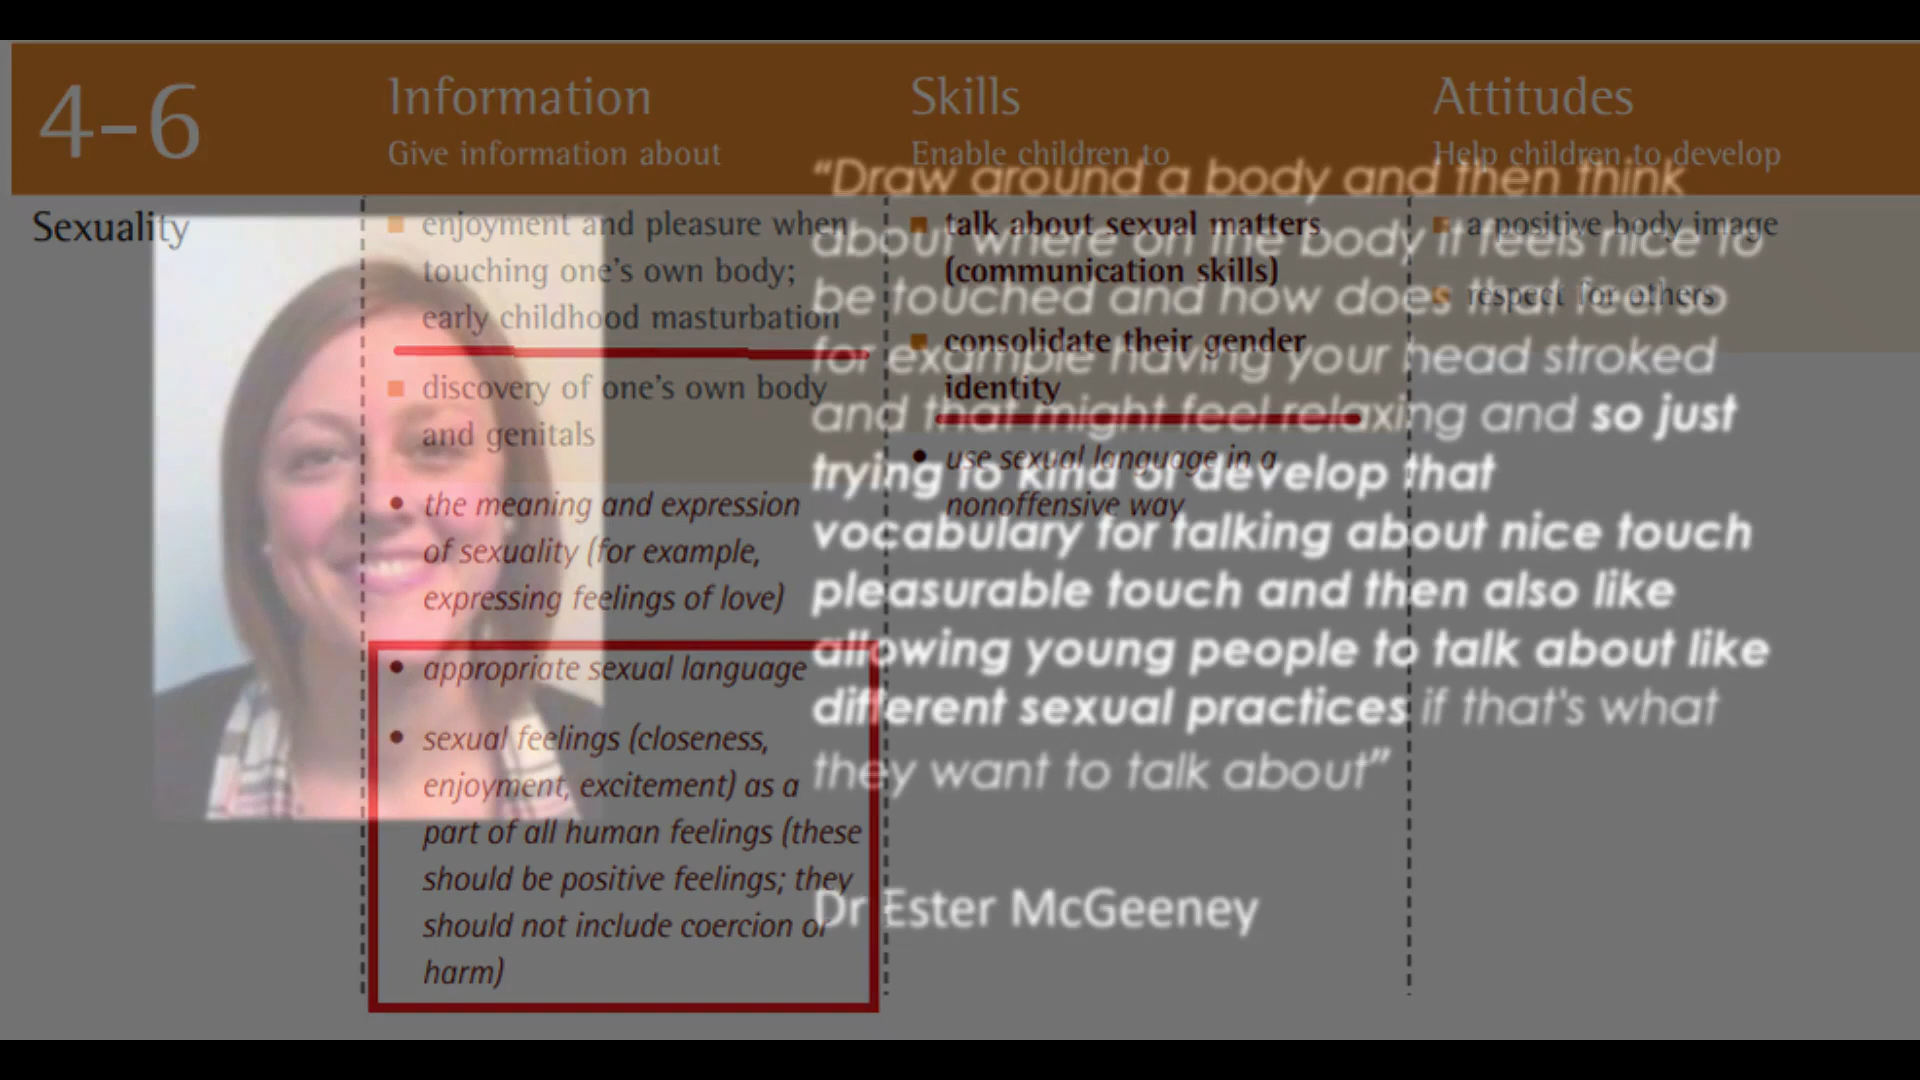 4-6
Information
Give information about
Skills
Enable children to
Attitudes
Help children to develop
Sexuality
enjoyment and pleasure when
touching one's own body;
early childhood masturbation
discovery of one's own body
and genitals
the meaning and expression
of sexuality (for example,
expressing feelings of love)
appropriate sexual language
sexual feelings (closeness,
enjoyment, excitement) as a
part of all human feelings (these
should be positive feelings; they
should not include coercion or
harm)
talk about sexual matters
(communication skills)
consolidate their gender
identity
use sexual language in a
nonoffensive way
a positive body image
respect for others
“Draw around a body and then think
about where on the body it feels nice to
be touched and how does that feel so
for example having your head stroked
and that might feel relaxing and so just
trying to kind of develop that
vocabulary for talking about nice touch
pleasurable touch and then also like
allowing young people to talk about like
different sexual practices if that's what
they want to talk about”
Dr Ester McGeeney